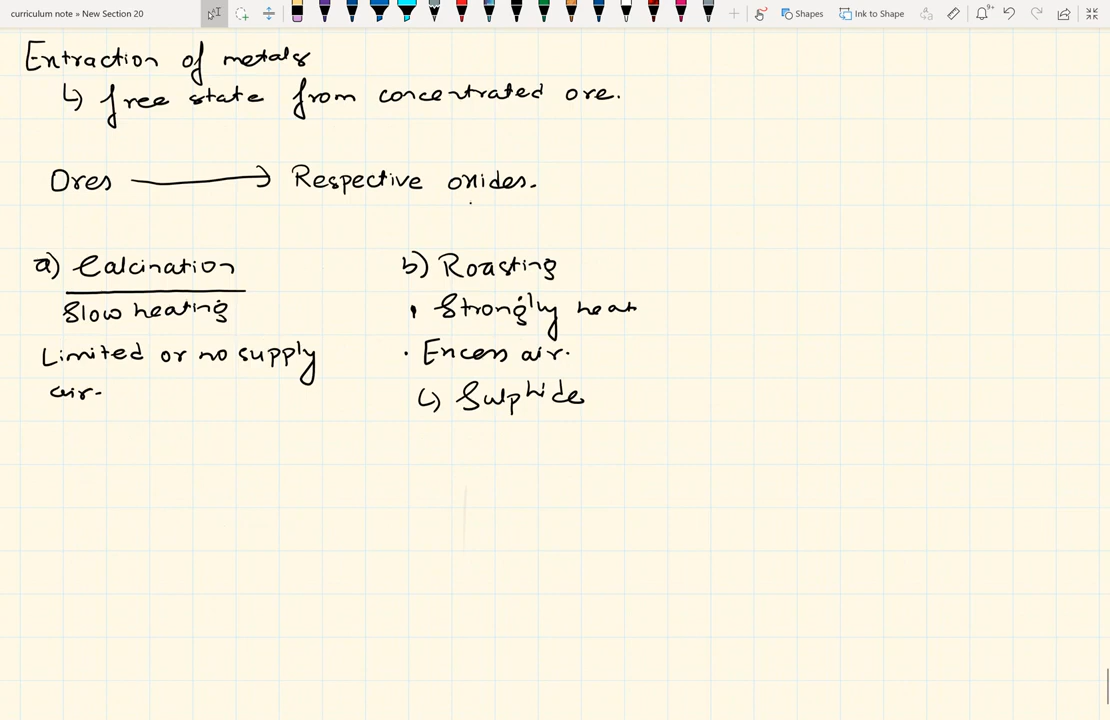 curriculum note » New Section 20
Shapes
Ink to Shape
9+
Extraction of metals
↳ free state from concentrated ore.
Ores ⟶ Respective oxides.
a) Calcination
Slow heating
Limited or no supply
air.
b) Roasting
• Strongly heat
• Excess air.
↳ Sulphide